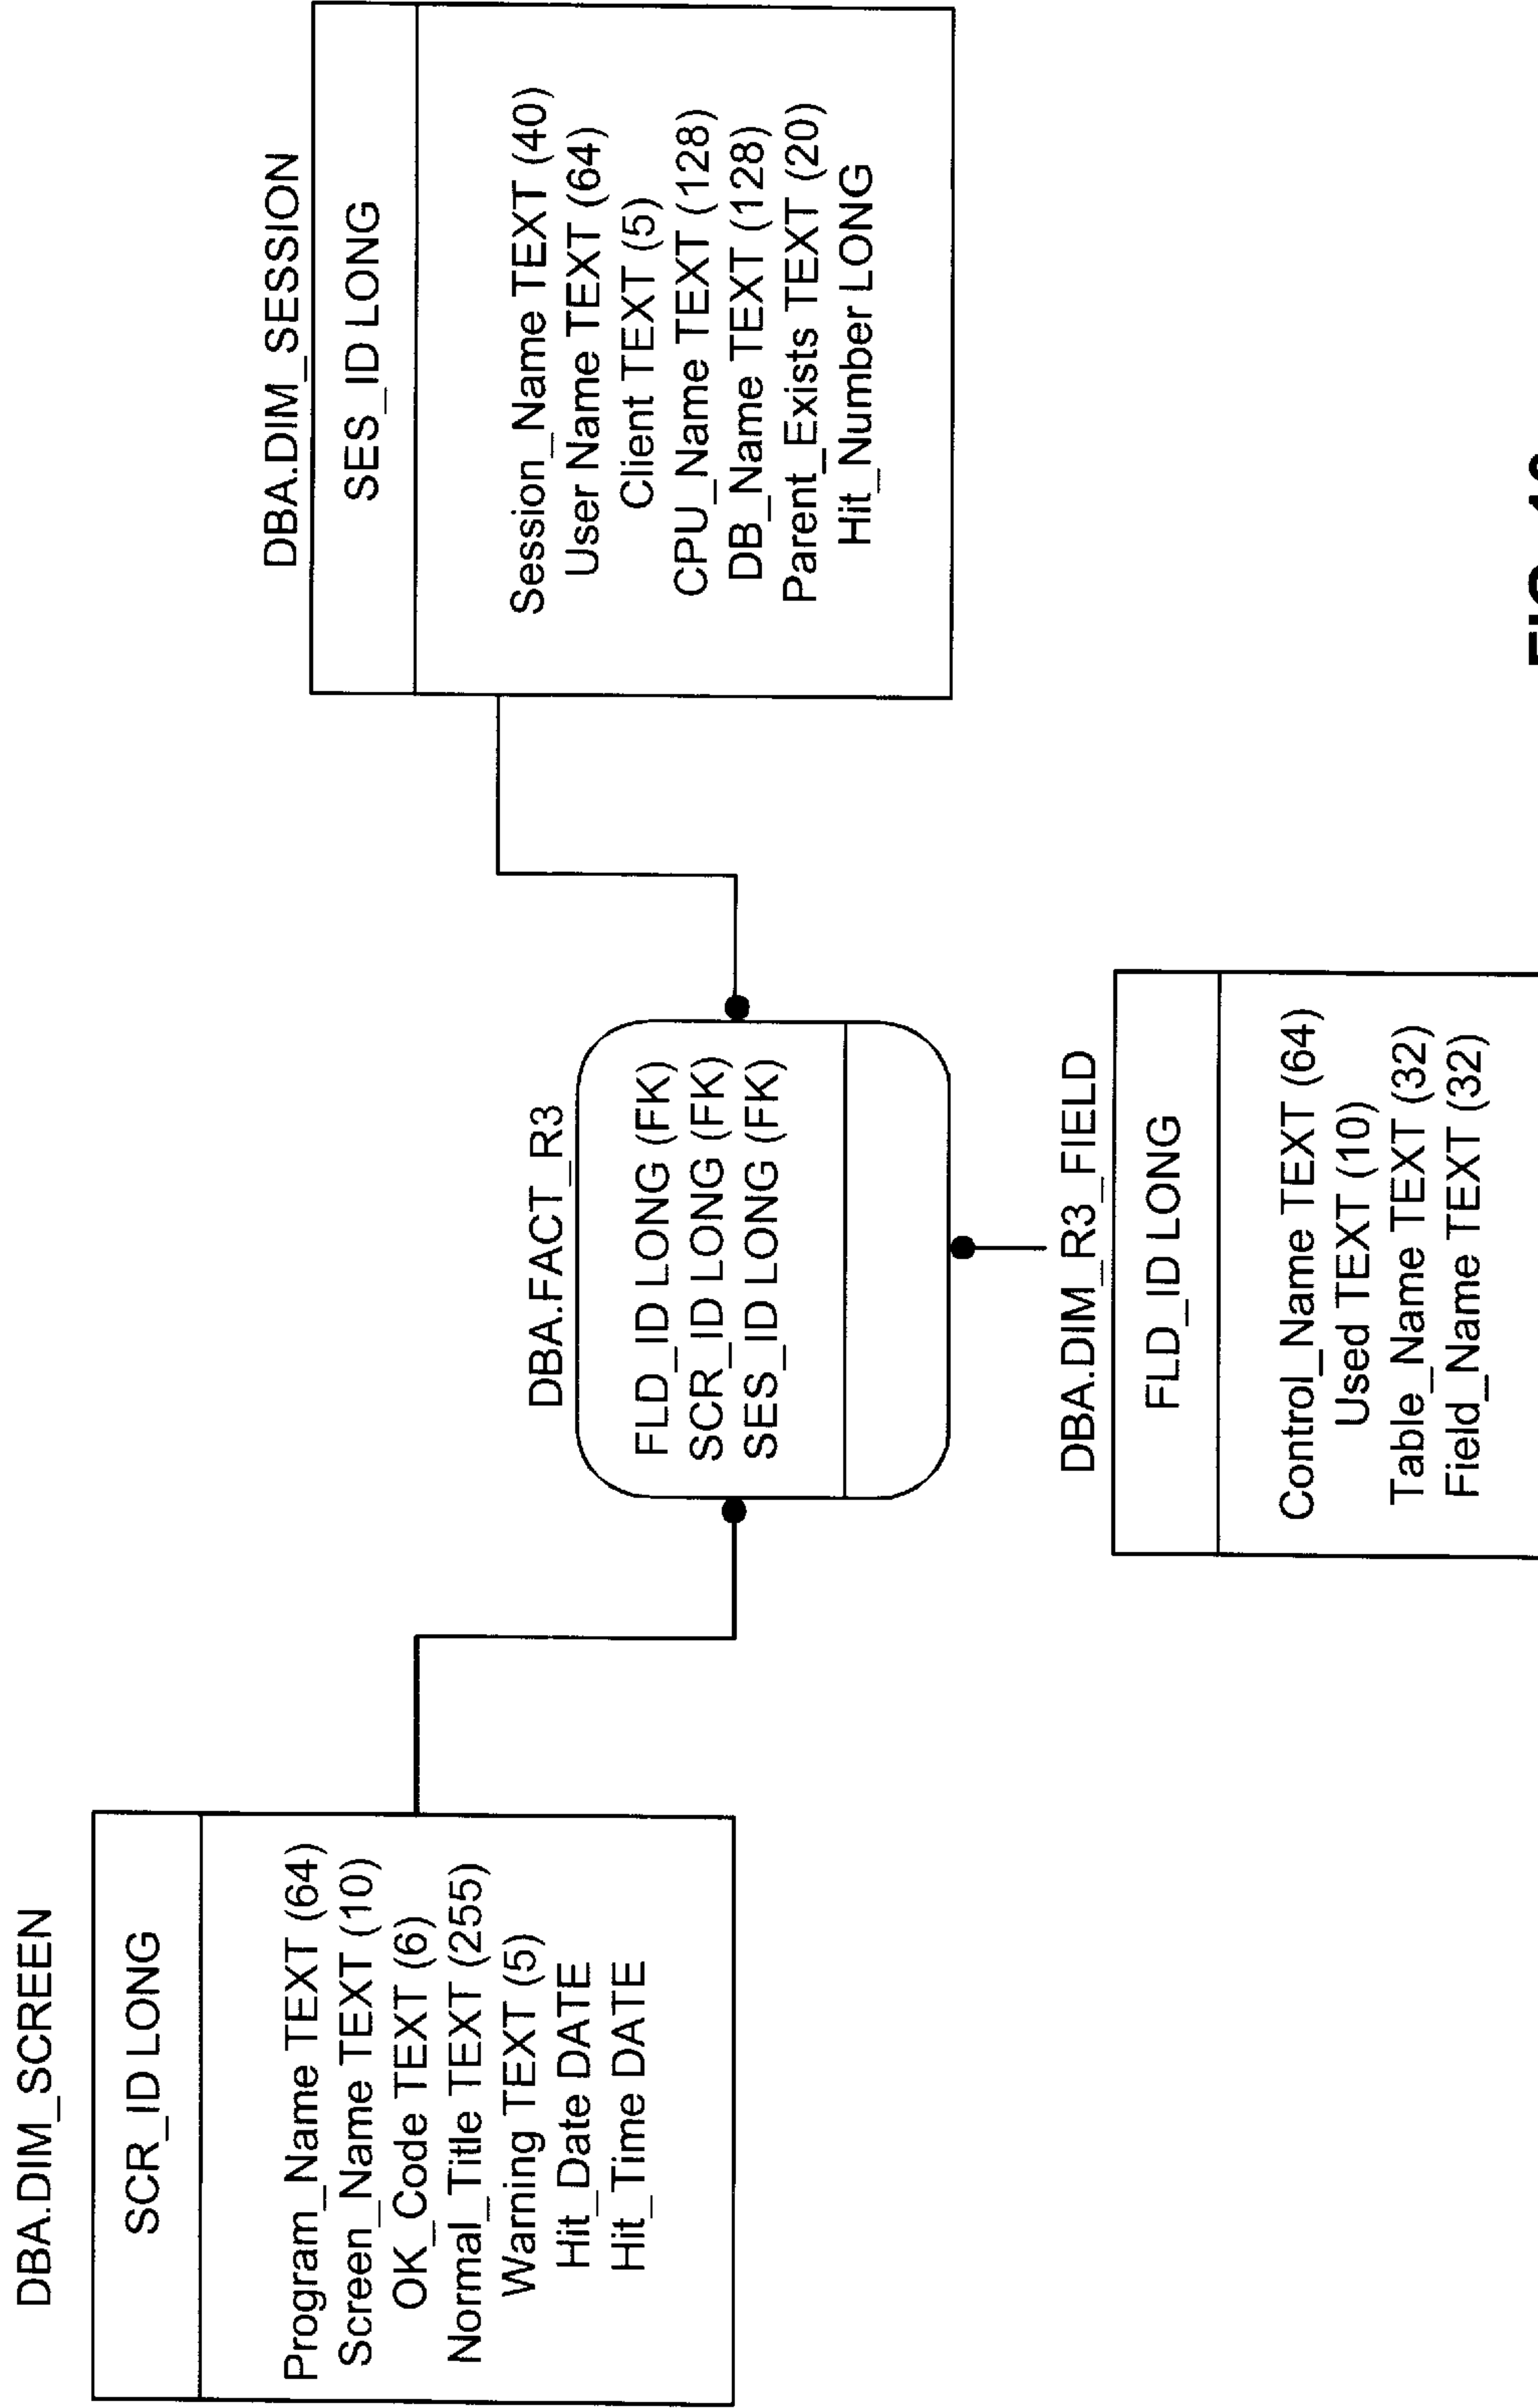 DBA.DIM_SCREEN
SCR_ID LONG
Program_Name TEXT (64)
Screen_Name TEXT (10)
OK_Code TEXT (6)
Normal_Title TEXT (255)
Warning TEXT (5)
Hit_Date DATE
Hit_Time DATE
DBA.FACT_R3
FLD_ID LONG (FK)
SCR_ID LONG (FK)
SES_ID LONG (FK)
DBA.DIM_SESSION
SES_ID LONG
Session_Name TEXT (40)
User Name TEXT (64)
Client TEXT (5)
CPU_Name TEXT (128)
DB_Name TEXT (128)
Parent_Exists TEXT (20)
Hit_Number LONG
DBA.DIM_R3_FIELD
FLD_ID LONG
Control_Name TEXT (64)
Used TEXT (10)
Table_Name TEXT (32)
Field_Name TEXT (32)